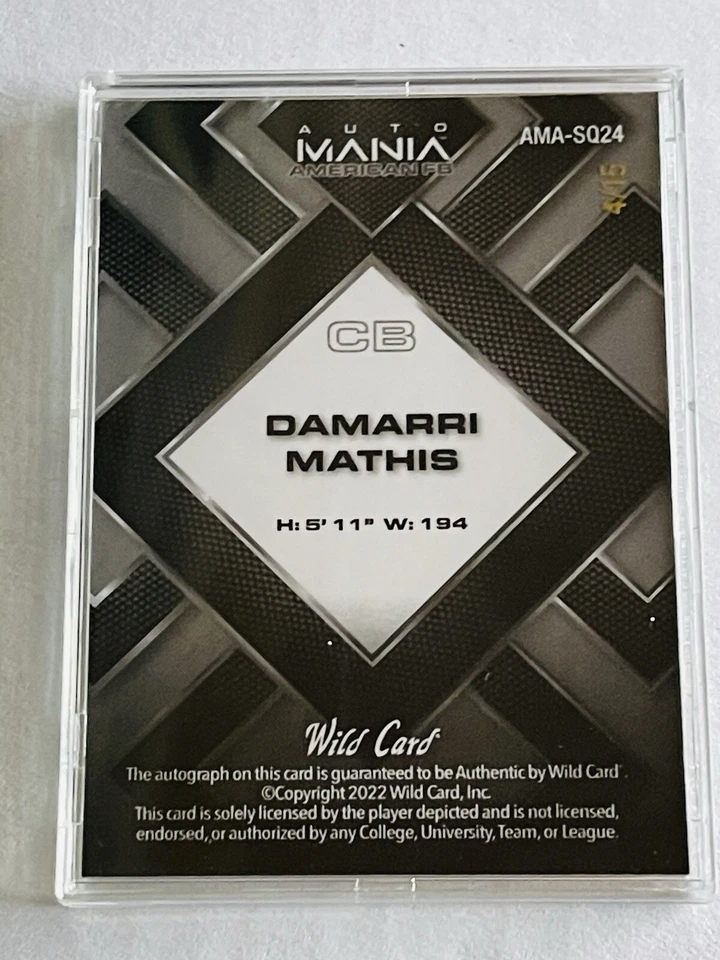 AUTO
MANIA
AMERICAN FB
AMA-SQ24
4/15
CB
DAMARRI
MATHIS
H: 5' 11" W: 194
Wild Card
The autograph on this card is guaranteed to be Authentic by Wild Card.
©Copyright 2022 Wild Card, Inc.
This card is solely licensed by the player depicted and is not licensed,
endorsed, or authorized by any College, University, Team, or League.